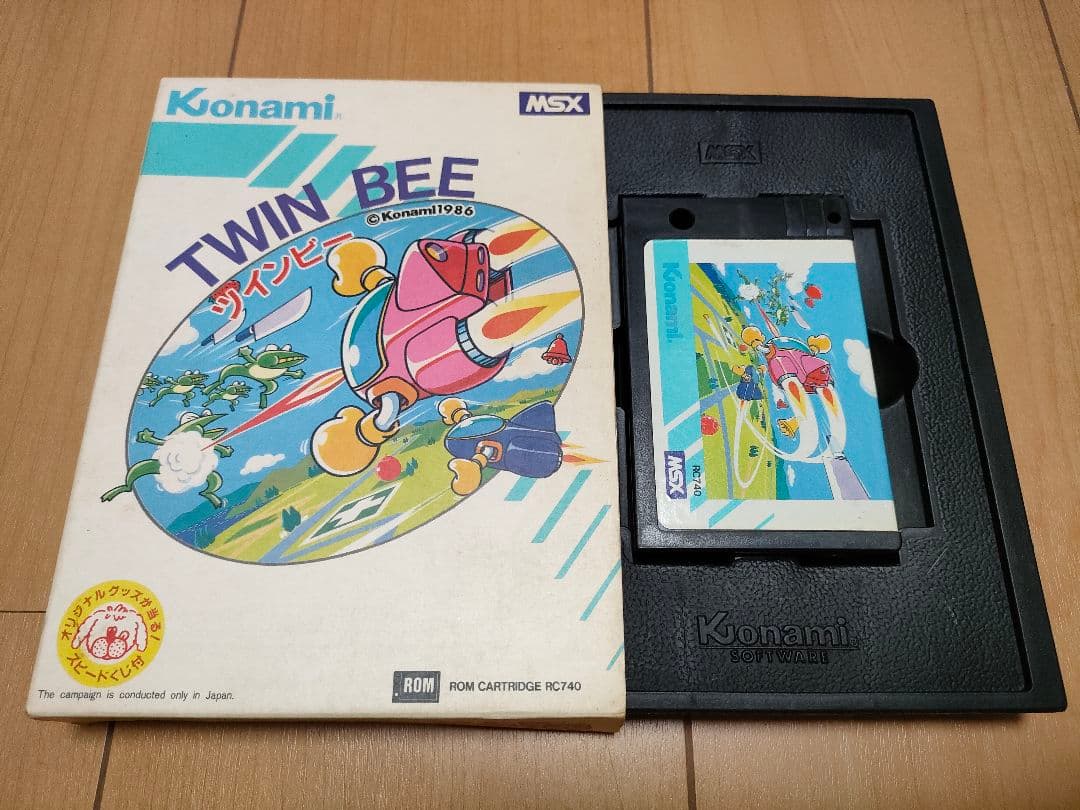 Konami
MSX
TWIN BEE
©Konami1986
ツインビー
オリジナルグッズが当る!
スピードくじ付
The campaign is conducted only in Japan.
ROM
ROM CARTRIDGE RC740
MSX
Konami
MSX
RC740
Konami
SOFTWARE